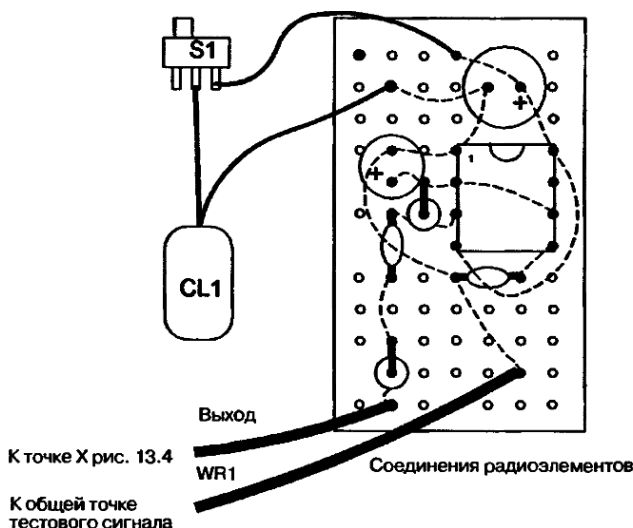 S1
+
1
+
CL1
Выход
К точке X рис. 13.4
WR1
Соединения радиоэлементов
К общей точке
тестового сигнала